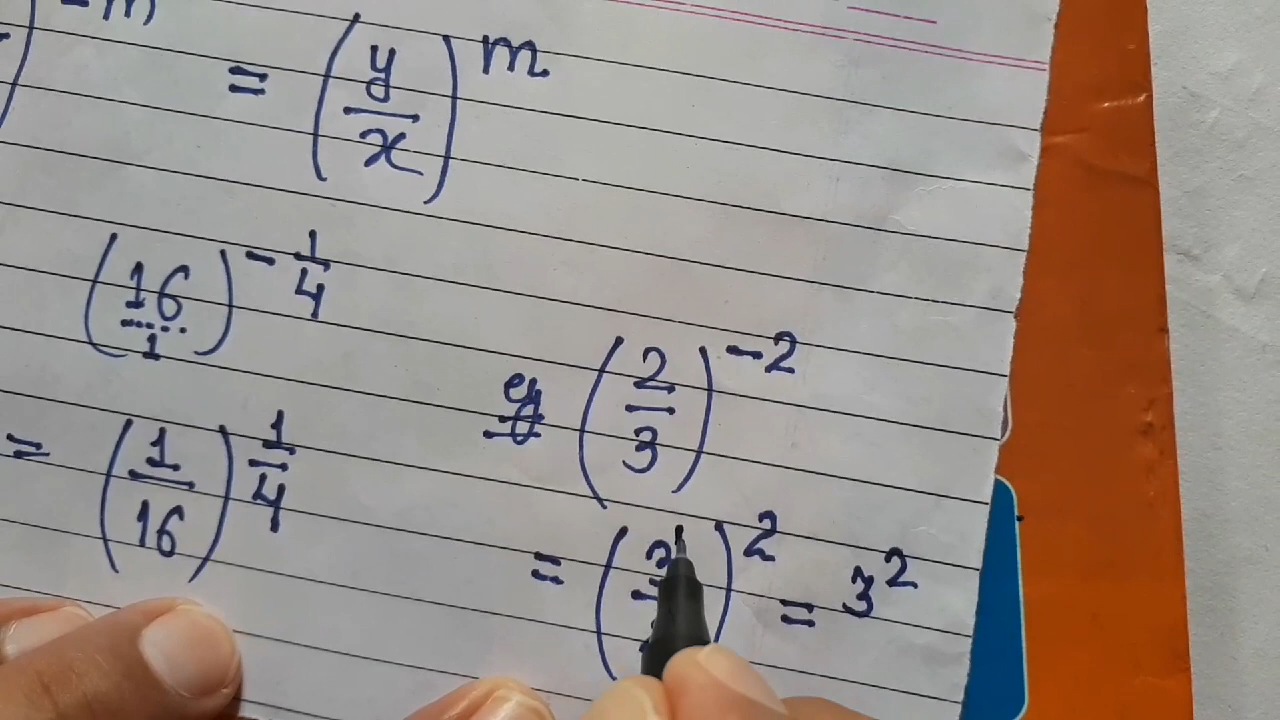 )^{-m} = (y/x)^m
(16/1)^{-1/4}
eg (2/3)^{-2}
= (1/16)^{1/4}
= ( )^2 = 3^2